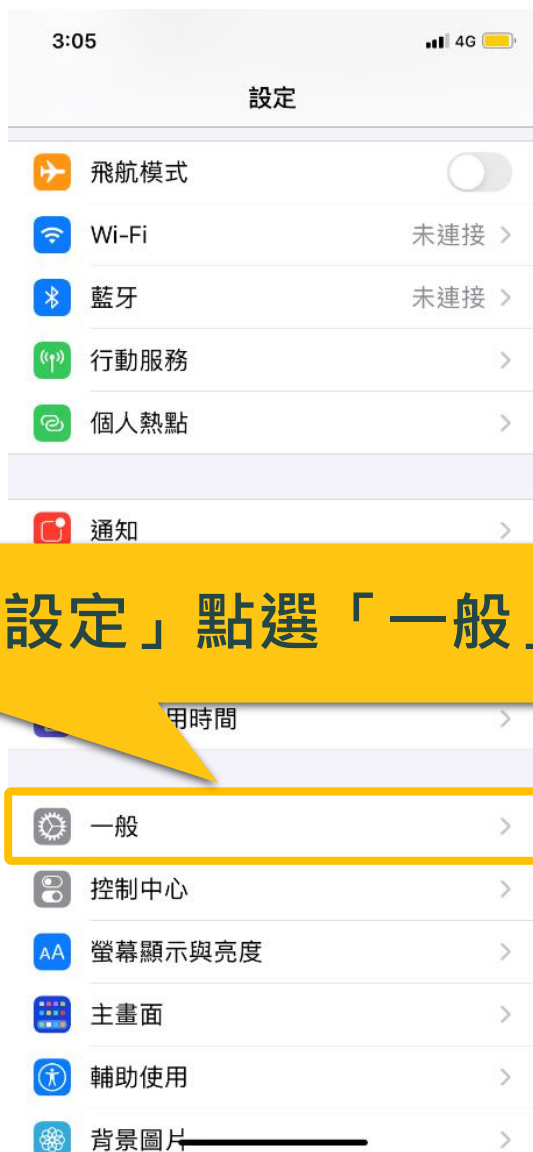 3:05 4G
設定
飛航模式
Wi-Fi 未連接
藍牙 未連接
行動服務
個人熱點
通知
設定」點選「一般」
用時間
一般
控制中心
AA 螢幕顯示與亮度
主畫面
輔助使用
背景圖片